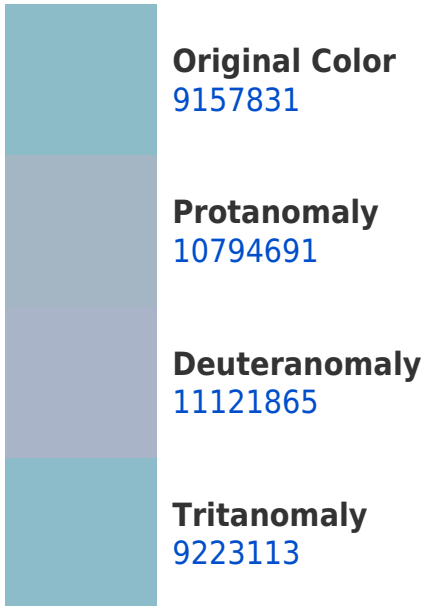 Original Color
9157831
Protanomaly
10794691
Deuteranomaly
11121865
Tritanomaly
9223113